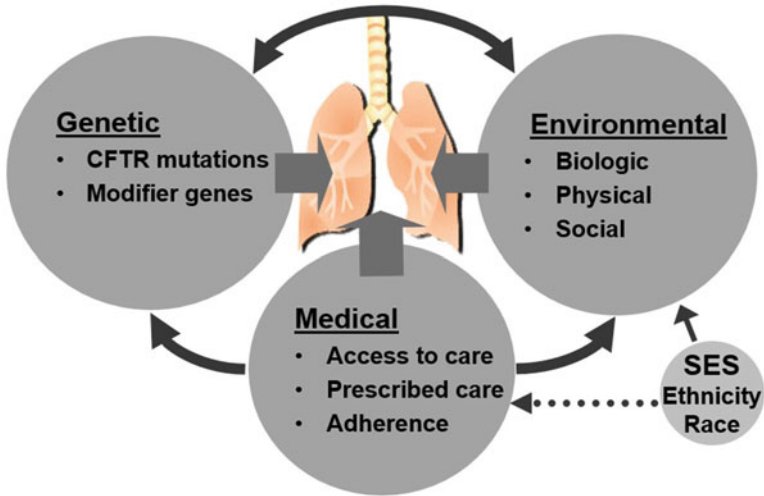 Genetic
• CFTR mutations
• Modifier genes
Environmental
• Biologic
• Physical
• Social
Medical
• Access to care
• Prescribed care
• Adherence
SES
Ethnicity
Race